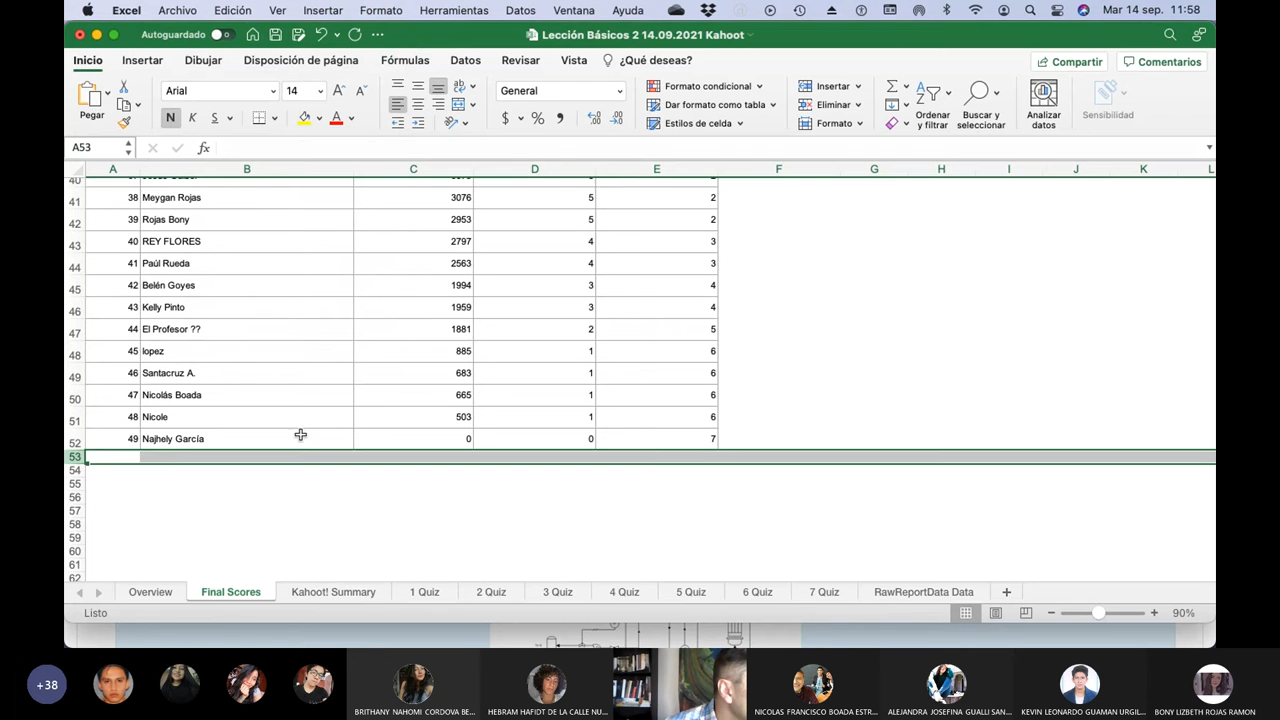 Excel Archivo Edición Ver Insertar Formato Herramientas Datos Ventana Ayuda Mar 14 sep. 11:58
Autoguardado Lección Básicos 2 14.09.2021 Kahoot
Inicio Insertar Dibujar Disposición de página Fórmulas Datos Revisar Vista ¿Qué deseas? Compartir Comentarios
Pegar Arial 14 General Formato condicional Insertar
Dar formato como tabla Eliminar
N K S Estilos de celda Formato Ordenar y filtrar Buscar y seleccionar Analizar datos Sensibilidad
A53 fx
A B C D E F G H I J K L
40
41 38 Meygan Rojas 3076 5 2
42 39 Rojas Bony 2953 5 2
43 40 REY FLORES 2797 4 3
44 41 Paúl Rueda 2563 4 3
45 42 Belén Goyes 1994 3 4
46 43 Kelly Pinto 1959 3 4
47 44 El Profesor ?? 1881 2 5
48 45 lopez 885 1 6
49 46 Santacruz A. 683 1 6
50 47 Nicolás Boada 665 1 6
51 48 Nicole 503 1 6
52 49 Najhely García 0 0 7
53
54
55
56
57
58
59
60
61
62
Overview Final Scores Kahoot! Summary 1 Quiz 2 Quiz 3 Quiz 4 Quiz 5 Quiz 6 Quiz 7 Quiz RawReportData Data
Listo 90%
+38 BRITHANY NAHOMI CORDOVA BE... HEBRAM HAFIDT DE LA CALLE NU... NICOLAS FRANCISCO BOADA ESTR... ALEJANDRA JOSEFINA GUALLI SAN... KEVIN LEONARDO GUAMAN URGIL... BONY LIZBETH ROJAS RAMON